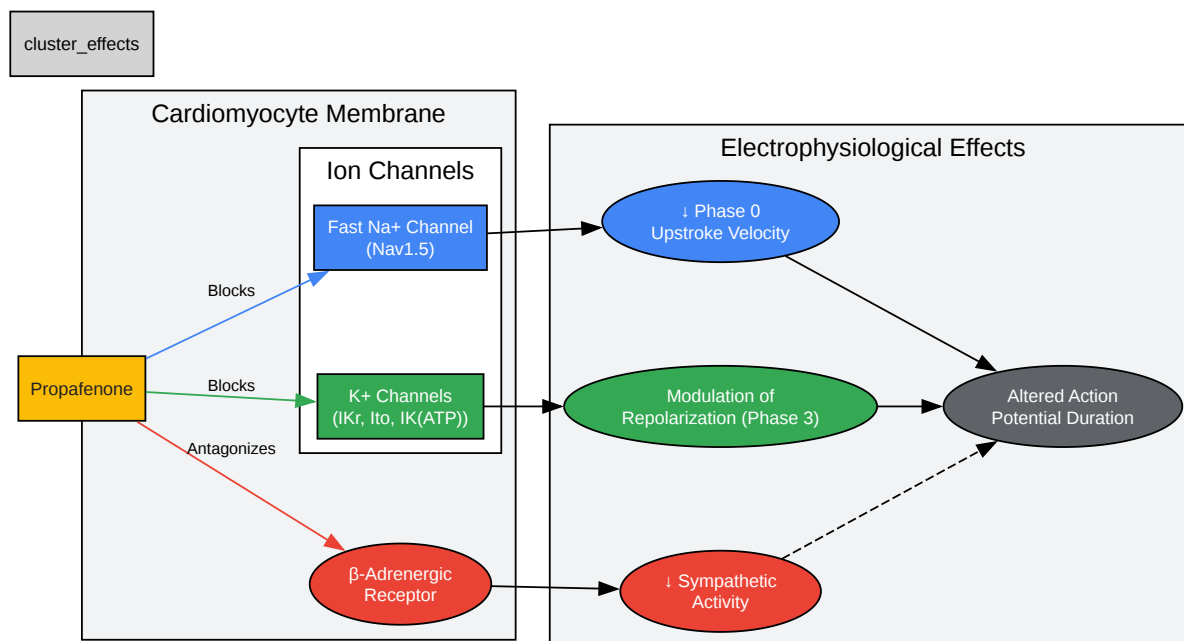 cluster_effects
Cardiomyocyte Membrane
Electrophysiological Effects
Ion Channels
Fast Na+ Channel
(Nav1.5)
↓ Phase 0
Upstroke Velocity
Blocks
Propafenone
Blocks
K+ Channels
(IKr, Ito, IK(ATP))
Modulation of
Repolarization (Phase 3)
Altered Action
Potential Duration
Antagonizes
β-Adrenergic
Receptor
↓ Sympathetic
Activity